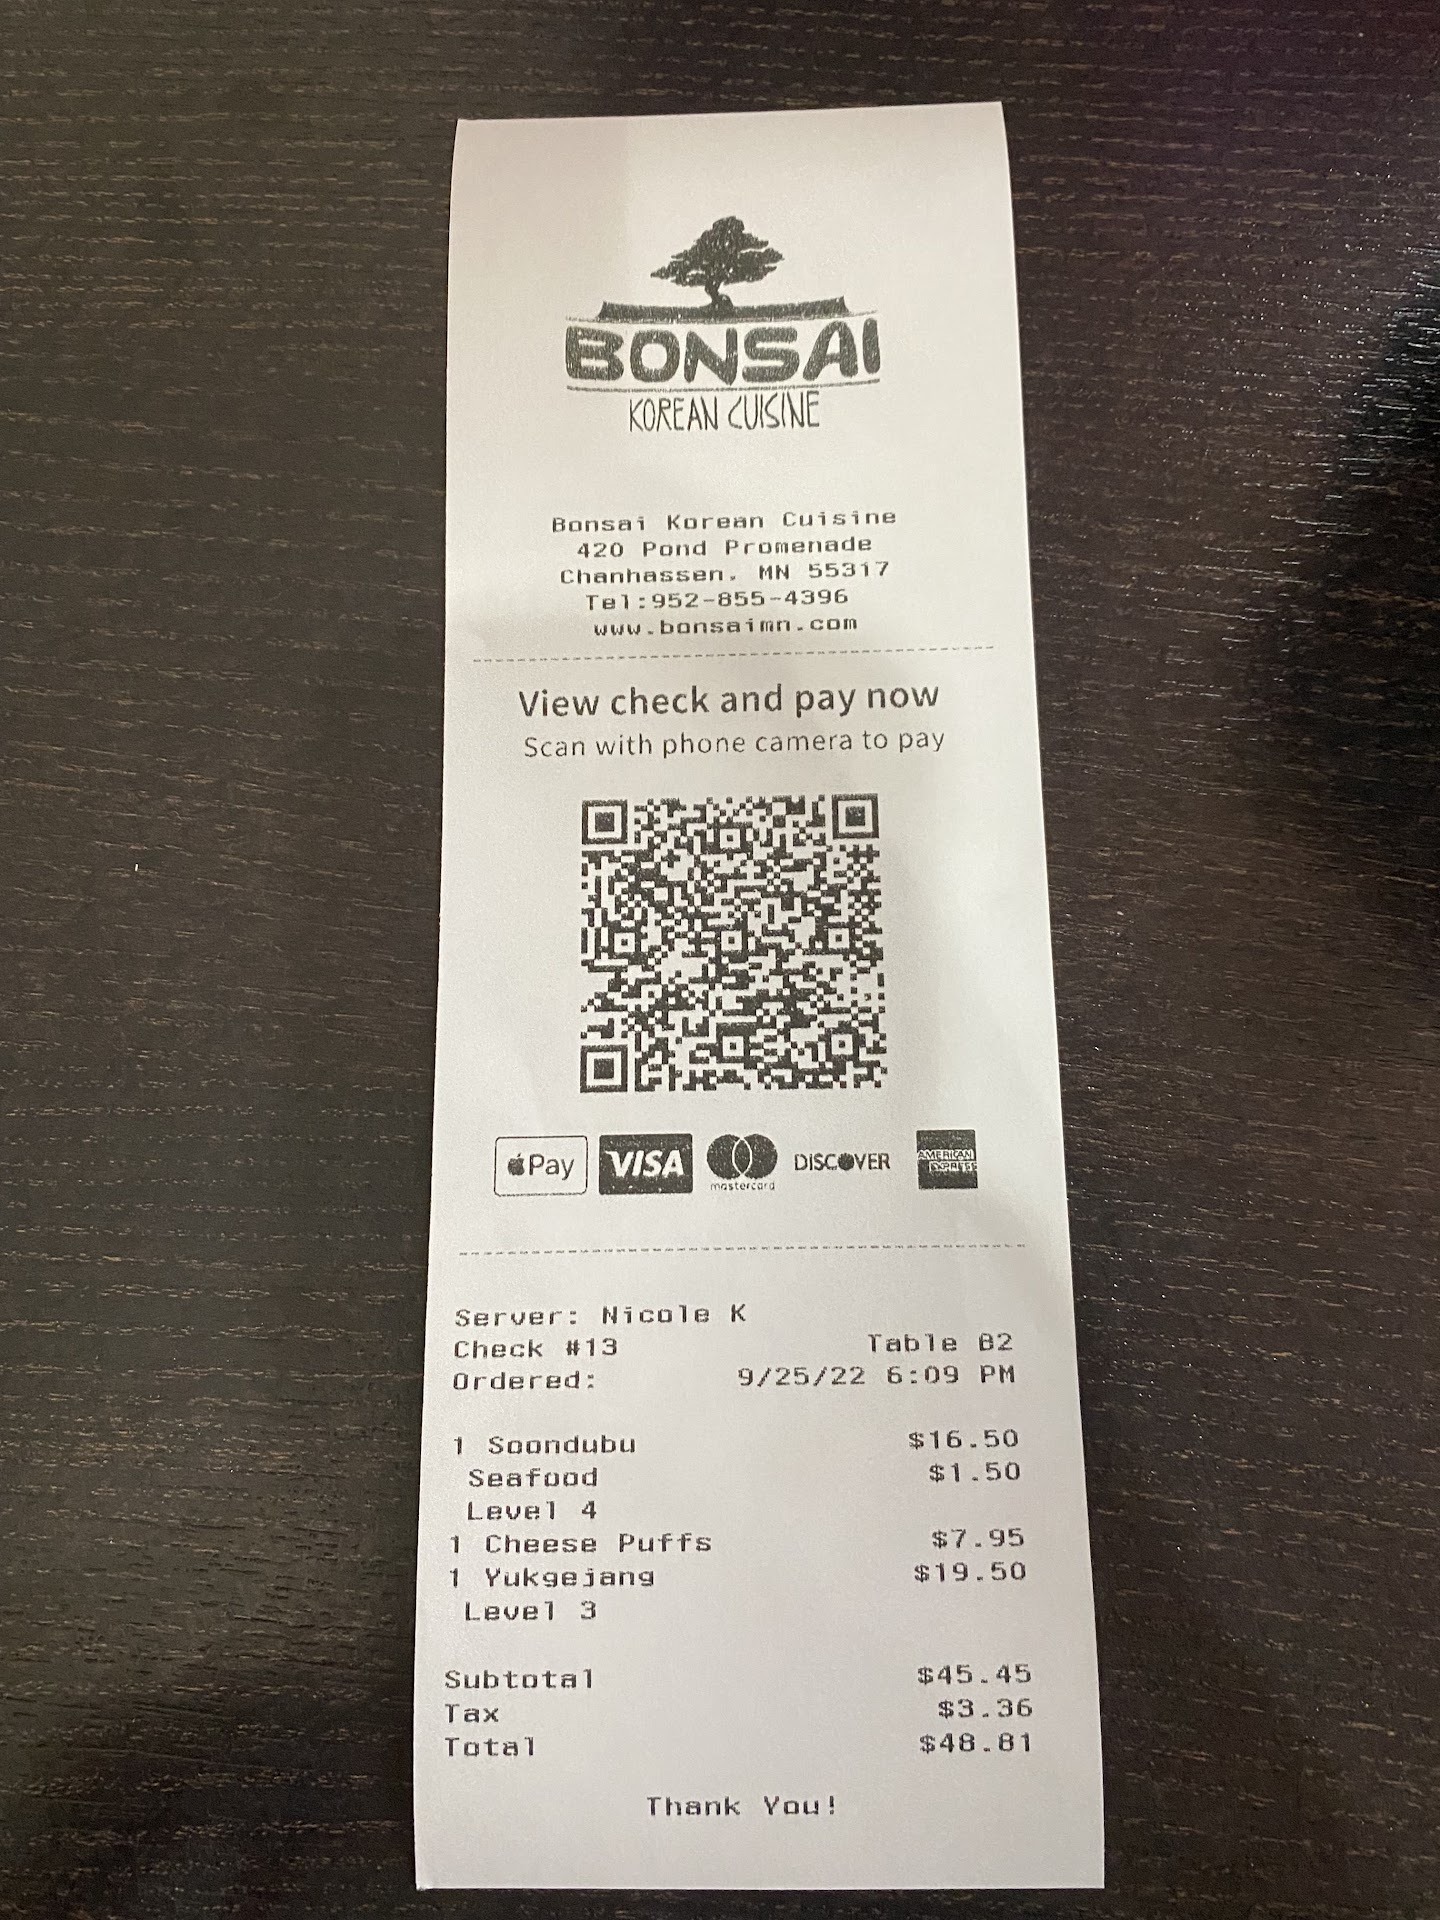 BONSAI
KOREAN CUISINE
Bonsai Korean Cuisine
420 Pond Promenade
Chanhassen, MN 55317
Tel:952-855-4396
www.bonsaimn.com
View check and pay now
Scan with phone camera to pay
Pay VISA mastercard DISCOVER AMERICAN EXPRESS
Server: Nicole K
Check #13 Table B2
Ordered: 9/25/22 6:09 PM
1 Soondubu $16.50
Seafood $1.50
Level 4
1 Cheese Puffs $7.95
1 Yukgejang $19.50
Level 3
Subtotal $45.45
Tax $3.36
Total $48.81
Thank You!